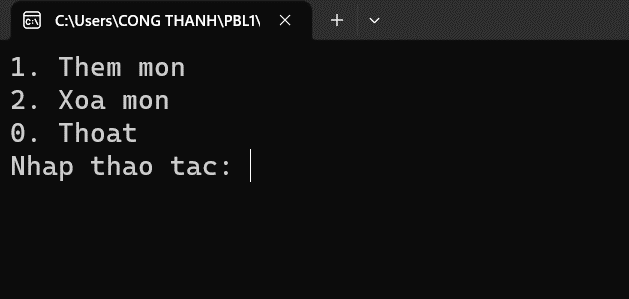 C:\Users\CONG THANH\PBL1\
1. Them mon
2. Xoa mon
0. Thoat
Nhap thao tac: